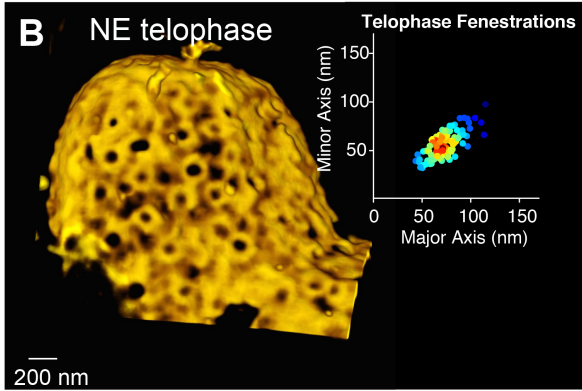 B
NE telophase
Telophase Fenestrations
Minor Axis (nm)
150
100
50
0
50
100
150
Major Axis (nm)
200 nm